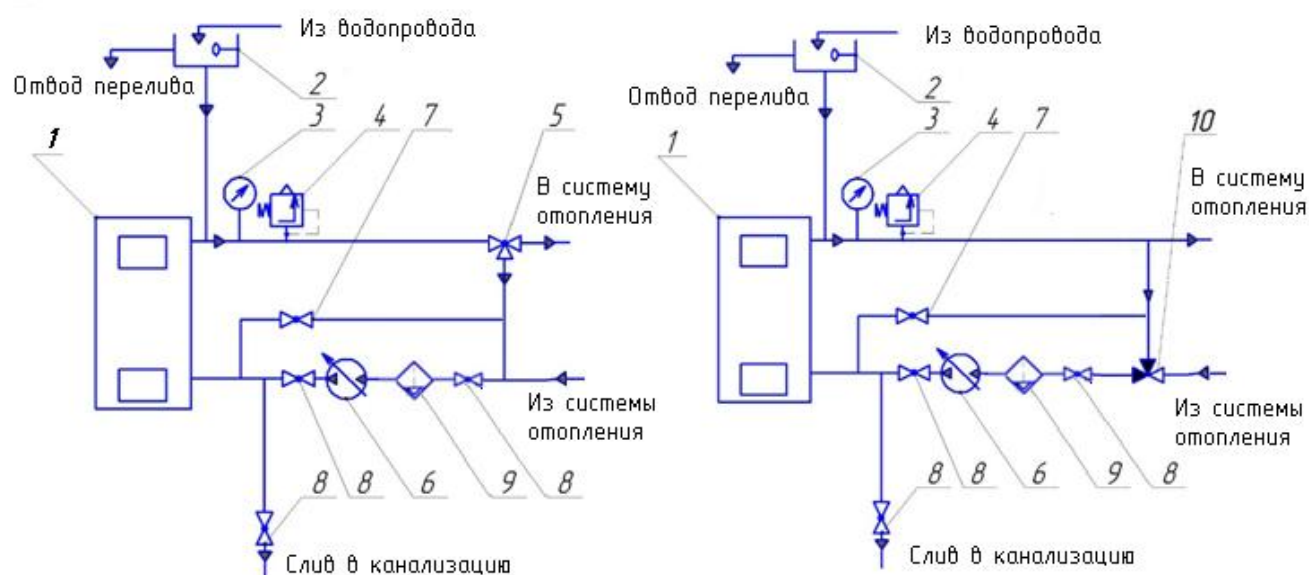 Из водопровода
Отвод перелива
2
3
4
7
5
1
В систему
отопления
Из системы
отопления
8
8
6
9
8
Слив в канализацию
Из водопровода
Отвод перелива
2
3
4
7
10
1
В систему
отопления
Из системы
отопления
8
8
6
9
8
Слив в канализацию